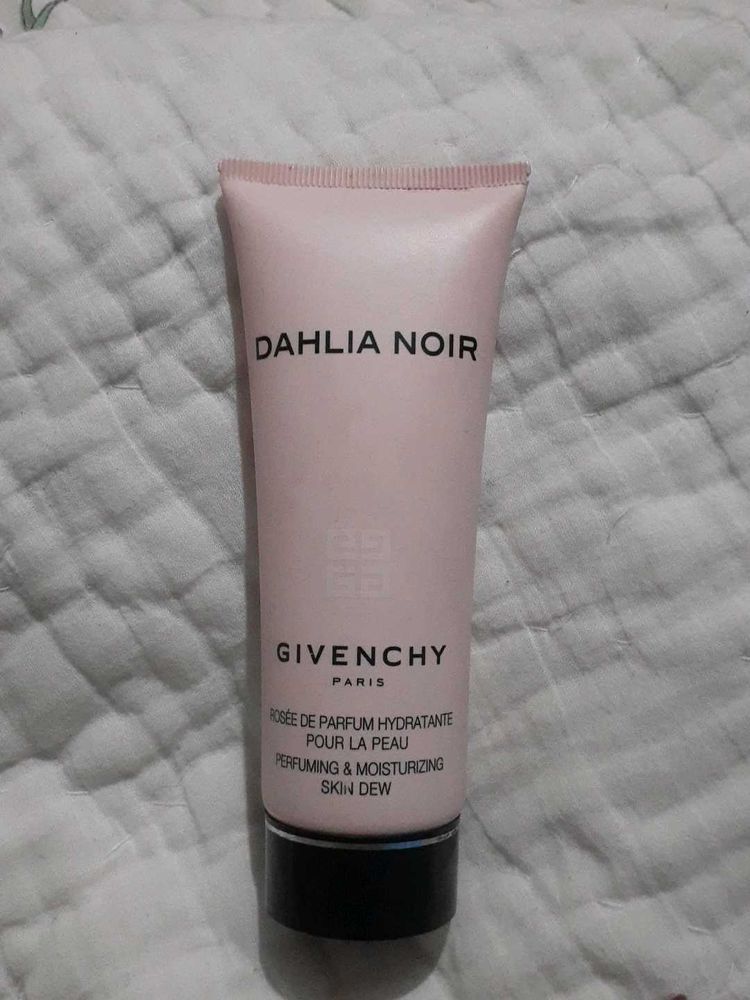 DAHLIA NOIR
GIVENCHY
PARIS
ROSÉE DE PARFUM HYDRATANTE
POUR LA PEAU
PERFUMING & MOISTURIZING
SKIN DEW